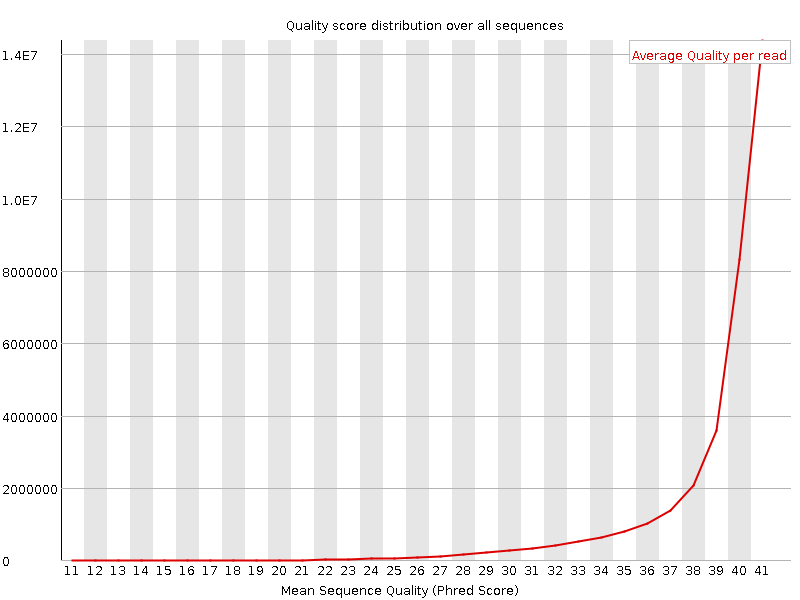 Quality score distribution over all sequences
Average Quality per read
1.4E7
1.2E7
1.0E7
8000000
6000000
4000000
2000000
0
11 12 13 14 15 16 17 18 19 20 21 22 23 24 25 26 27 28 29 30 31 32 33 34 35 36 37 38 39 40 41
Mean Sequence Quality (Phred Score)